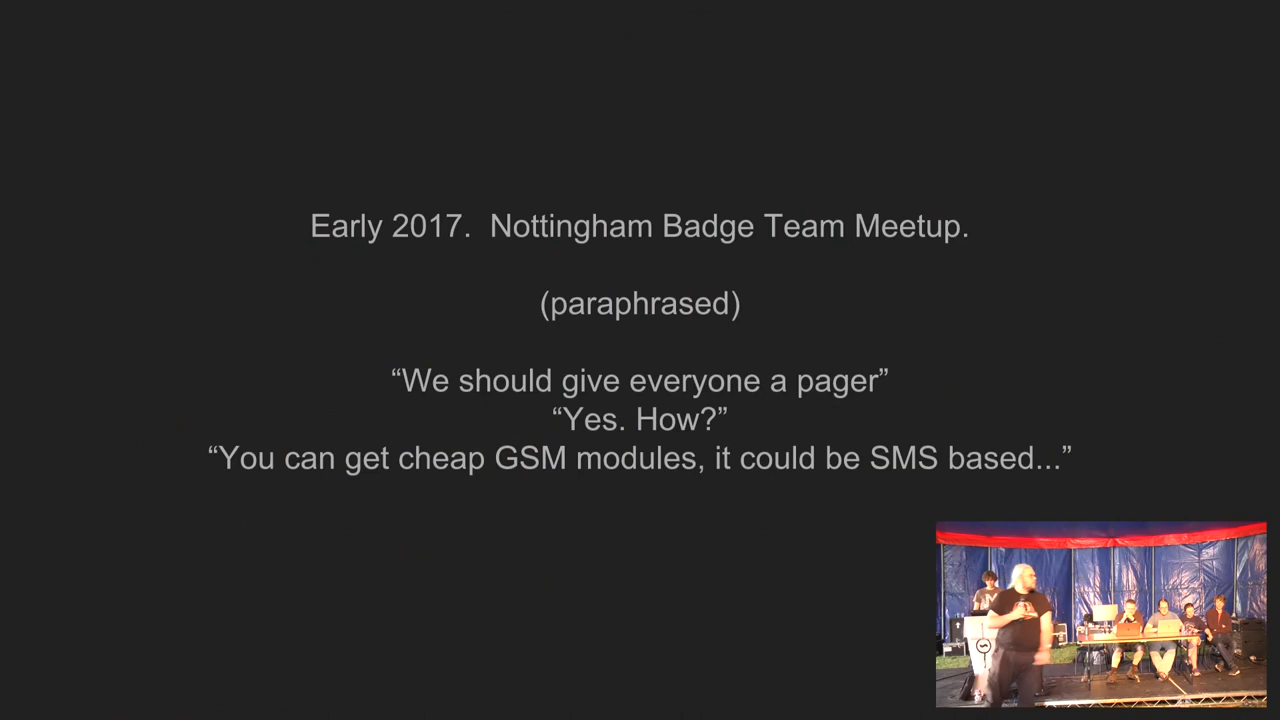 Early 2017.  Nottingham Badge Team Meetup.
(paraphrased)
“We should give everyone a pager”
“Yes. How?”
“You can get cheap GSM modules, it could be SMS based...”